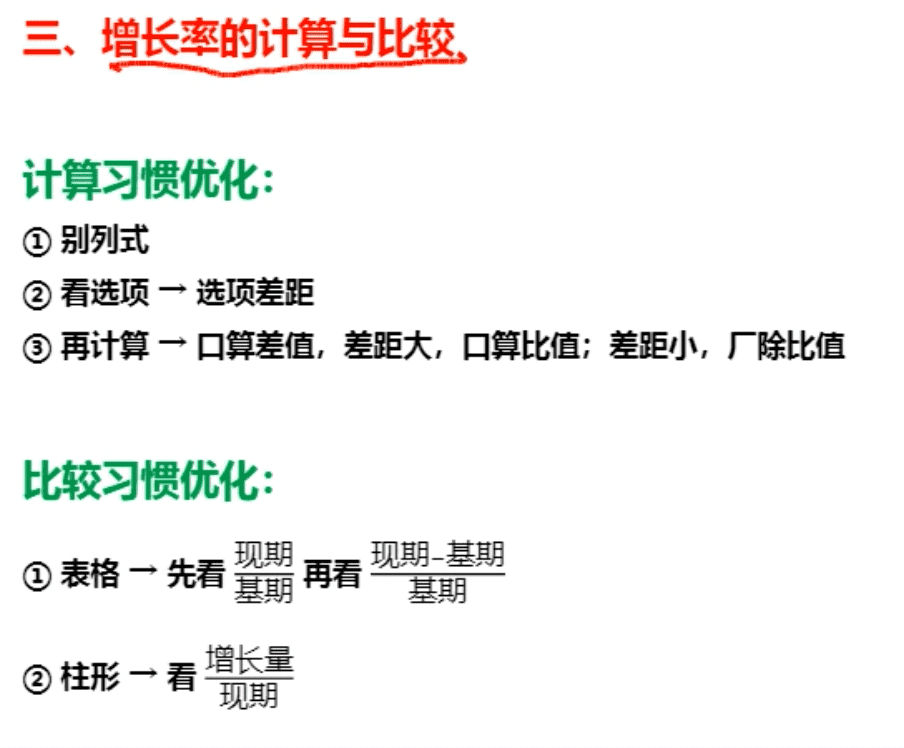 三、增长率的计算与比较
计算习惯优化：
① 别列式
② 看选项 → 选项差距
③ 再计算 → 口算差值，差距大，口算比值；差距小，厂除比值
比较习惯优化：
① 表格 → 先看 现期/基期 再看 现期-基期/基期
② 柱形 → 看 增长量/现期